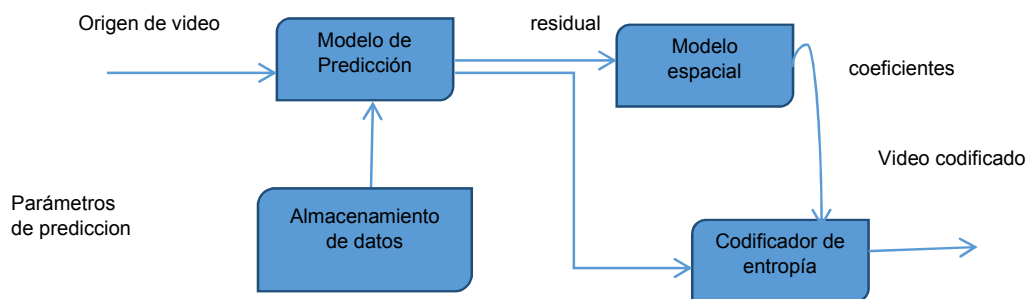 Origen de video
residual
Modelo de
Predicción
Modelo
espacial
coeficientes
Video codificado
Parámetros
de prediccion
Almacenamiento
de datos
Codificador de
entropía